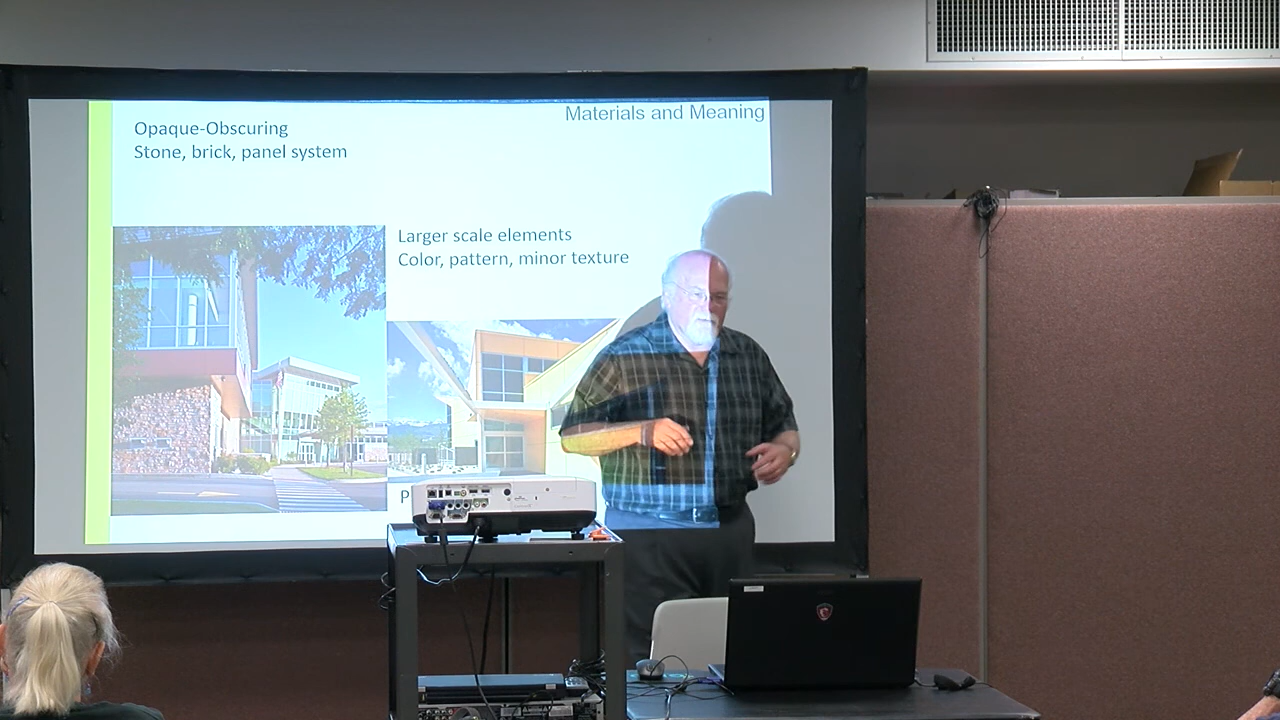 Materials and Meaning
Opaque-Obscuring
Stone, brick, panel system
Larger scale elements
Color, pattern, minor texture
P